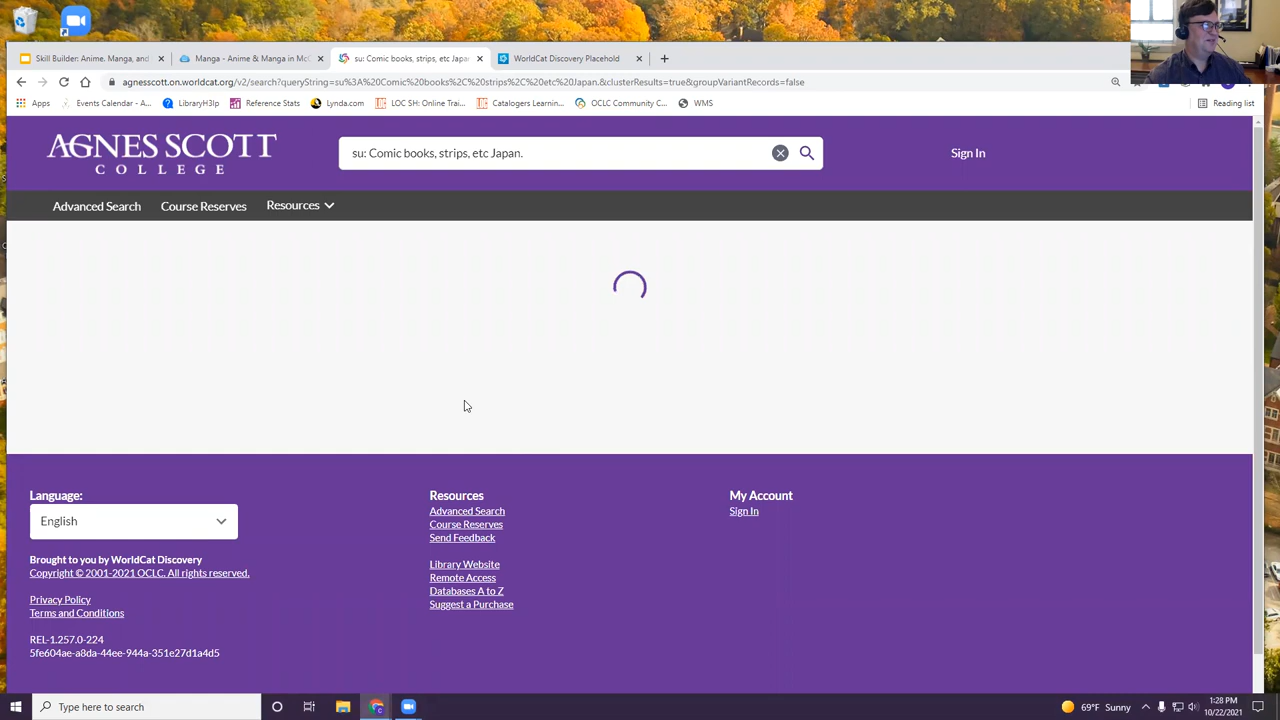 Skill Builder: Anime, Manga, and
Manga - Anime & Manga in Mc
su: Comic books, strips, etc Japan
WorldCat Discovery Placehold
agnesscott.on.worldcat.org/v2/search?queryString=su%3A%20Comic%20books%2C%20strips%2C%20etc%20Japan.&clusterResults=true&groupVariantRecords=false
Apps
Events Calendar - A...
LibraryH3lp
Reference Stats
Lynda.com
LOC SH: Online Trai...
Catalogers Learnin...
OCLC Community C...
WMS
Reading list
AGNES SCOTT
COLLEGE
su: Comic books, strips, etc Japan.
Sign In
Advanced Search
Course Reserves
Resources
Language:
English
Brought to you by WorldCat Discovery
Copyright © 2001-2021 OCLC. All rights reserved.
Privacy Policy
Terms and Conditions
REL-1.257.0-224
5fe604ae-a8da-44ee-944a-351e27d1a4d5
Resources
Advanced Search
Course Reserves
Send Feedback
Library Website
Remote Access
Databases A to Z
Suggest a Purchase
My Account
Sign In
Type here to search
69°F Sunny
1:28 PM
10/22/2021